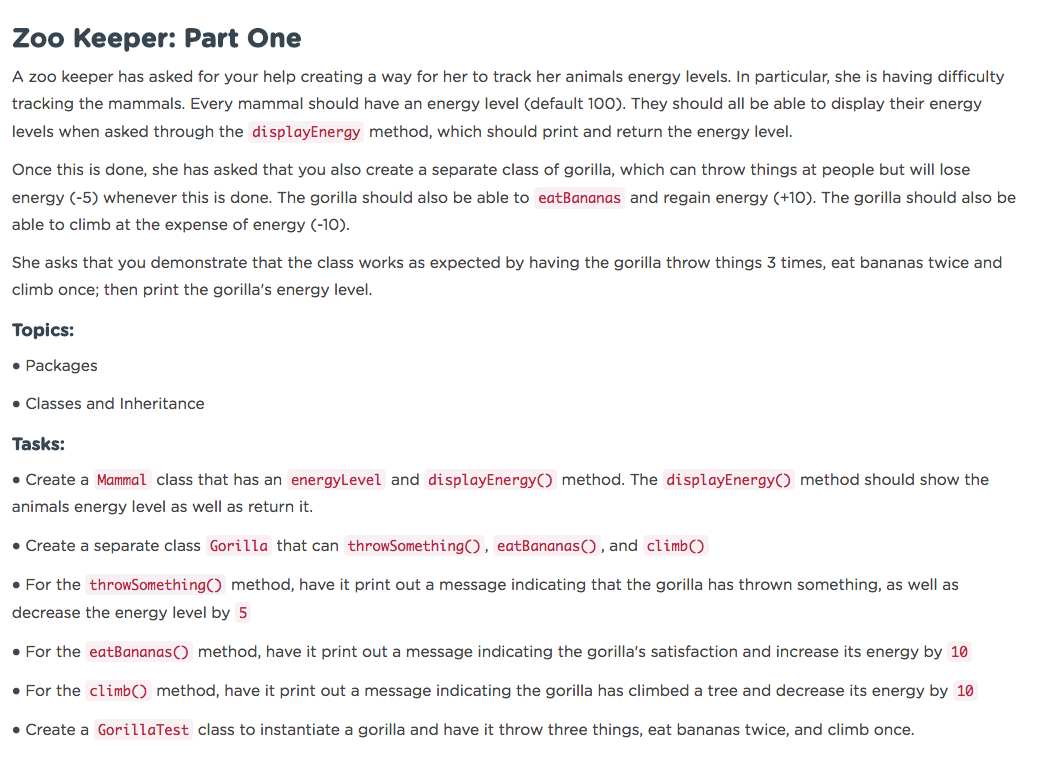 Zoo Keeper: Part One
A zoo keeper has asked for your help creating a way for her to track her animals energy levels. In particular, she is having difficulty
tracking the mammals. Every mammal should have an energy level (default 100). They should all be able to display their energy
levels when asked through the displayEnergy method, which should print and return the energy level.
Once this is done, she has asked that you also create a separate class of gorilla, which can throw things at people but will lose
energy (-5) whenever this is done. The gorilla should also be able to eatBananas and regain energy (+10). The gorilla should also be
able to climb at the expense of energy (-10).
She asks that you demonstrate that the class works as expected by having the gorilla throw things 3 times, eat bananas twice and
climb once; then print the gorilla's energy level.
Topics:
• Packages
• Classes and Inheritance
Tasks:
• Create a Mammal class that has an energyLevel and displayEnergy() method. The displayEnergy() method should show the
animals energy level as well as return it.
• Create a separate class Gorilla that can throwSomething(), eatBananas(), and climb()
• For the throwSomething() method, have it print out a message indicating that the gorilla has thrown something, as well as
decrease the energy level by 5
• For the eatBananas() method, have it print out a message indicating the gorilla's satisfaction and increase its energy by 10
• For the climb() method, have it print out a message indicating the gorilla has climbed a tree and decrease its energy by 10
• Create a GorillaTest class to instantiate a gorilla and have it throw three things, eat bananas twice, and climb once.